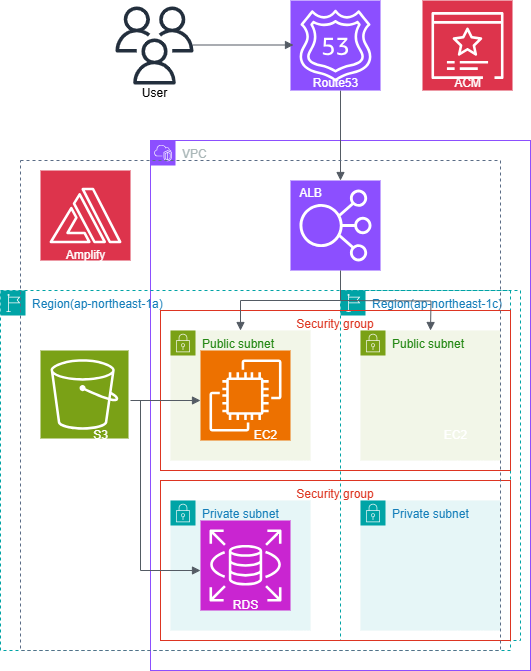 53
User
Route53
ACM
VPC
ALB
Amplify
Region(ap-northeast-1a)
Region(ap-northeast-1c)
Security group
Public subnet
Public subnet
S3
EC2
EC2
Security group
Private subnet
Private subnet
RDS